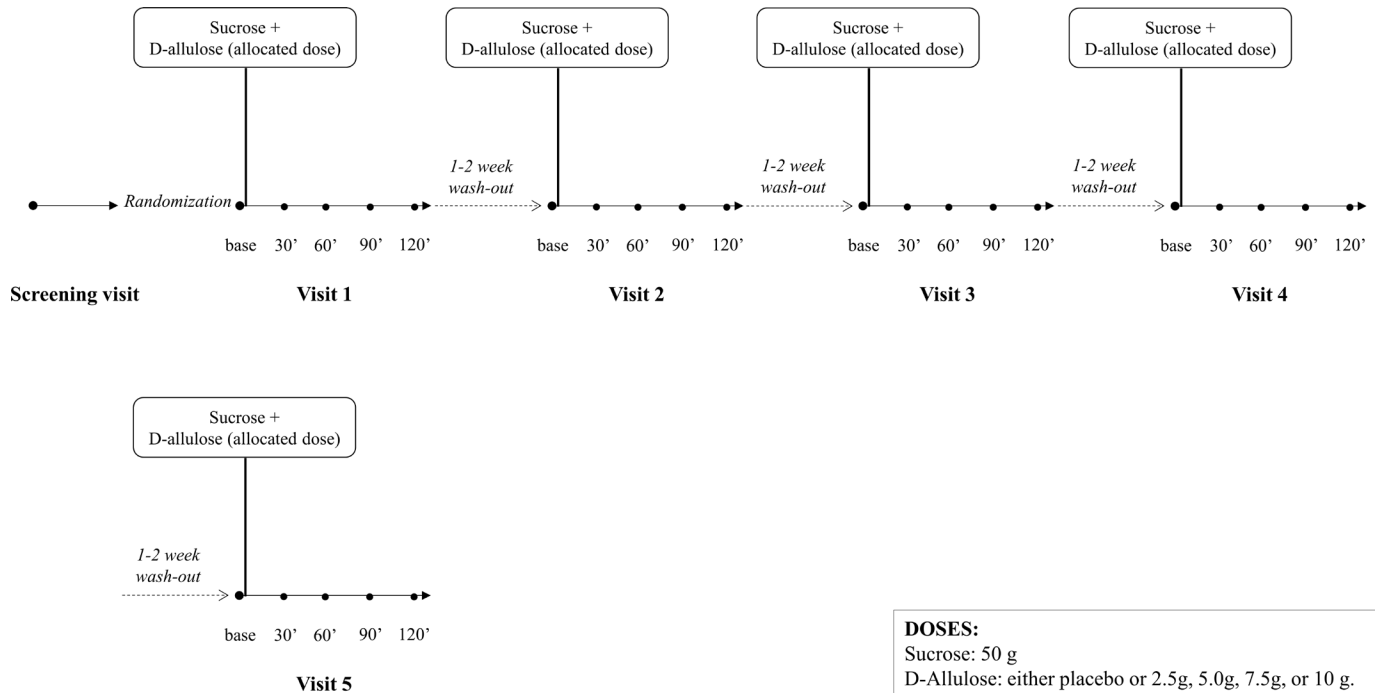 Sucrose +
D-allulose (allocated dose)
Sucrose +
D-allulose (allocated dose)
Sucrose +
D-allulose (allocated dose)
Sucrose +
D-allulose (allocated dose)
Randomization
1-2 week
wash-out
1-2 week
wash-out
1-2 week
wash-out
base 30’ 60’ 90’ 120’
base 30’ 60’ 90’ 120’
base 30’ 60’ 90’ 120’
base 30’ 60’ 90’ 120’
Screening visit
Visit 1
Visit 2
Visit 3
Visit 4
Sucrose +
D-allulose (allocated dose)
1-2 week
wash-out
base 30’ 60’ 90’ 120’
Visit 5
DOSES:
Sucrose: 50 g
D-Allulose: either placebo or 2.5g, 5.0g, 7.5g, or 10 g.